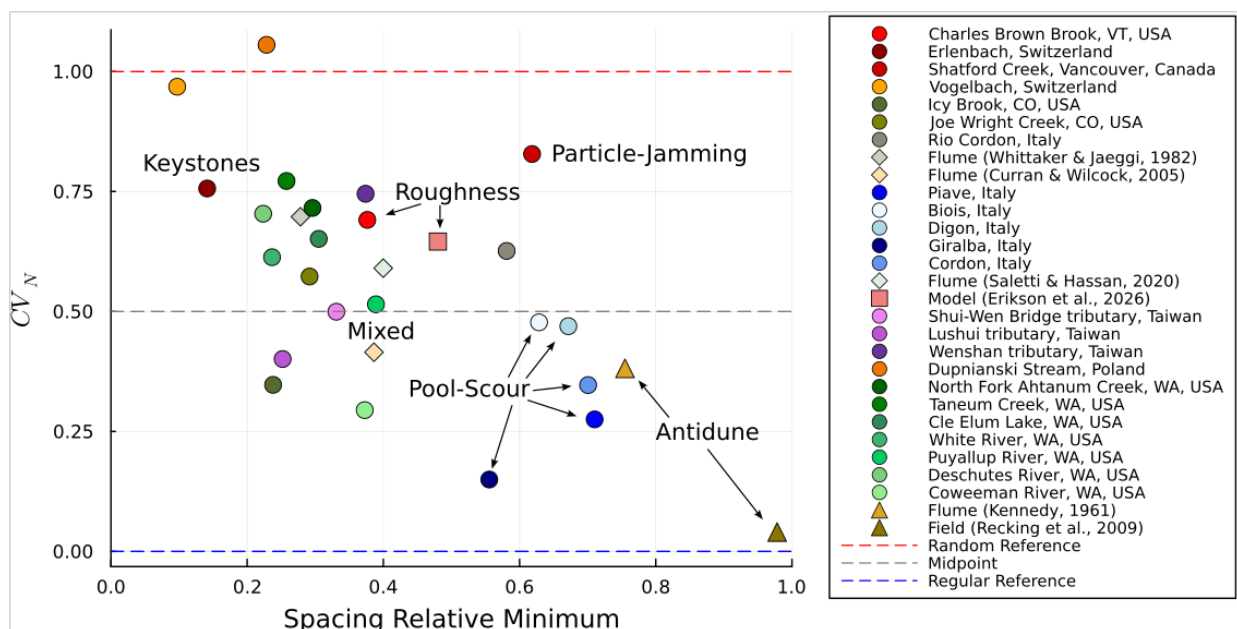 1.00
0.75
0.50
0.25
0.00
CV_N
0.0
0.2
0.4
0.6
0.8
1.0
Spacing Relative Minimum
Keystones
Particle-Jamming
Roughness
Mixed
Pool-Scour
Antidune
Charles Brown Brook, VT, USA
Erlenbach, Switzerland
Shatford Creek, Vancouver, Canada
Vogelbach, Switzerland
Icy Brook, CO, USA
Joe Wright Creek, CO, USA
Rio Cordon, Italy
Flume (Whittaker & Jaeggi, 1982)
Flume (Curran & Wilcock, 2005)
Piave, Italy
Biois, Italy
Digon, Italy
Giralba, Italy
Cordon, Italy
Flume (Saletti & Hassan, 2020)
Model (Erikson et al., 2026)
Shui-Wen Bridge tributary, Taiwan
Lushui tributary, Taiwan
Wenshan tributary, Taiwan
Dupnianski Stream, Poland
North Fork Ahtanum Creek, WA, USA
Taneum Creek, WA, USA
Cle Elum Lake, WA, USA
White River, WA, USA
Puyallup River, WA, USA
Deschutes River, WA, USA
Coweeman River, WA, USA
Flume (Kennedy, 1961)
Field (Recking et al., 2009)
Random Reference
Midpoint
Regular Reference